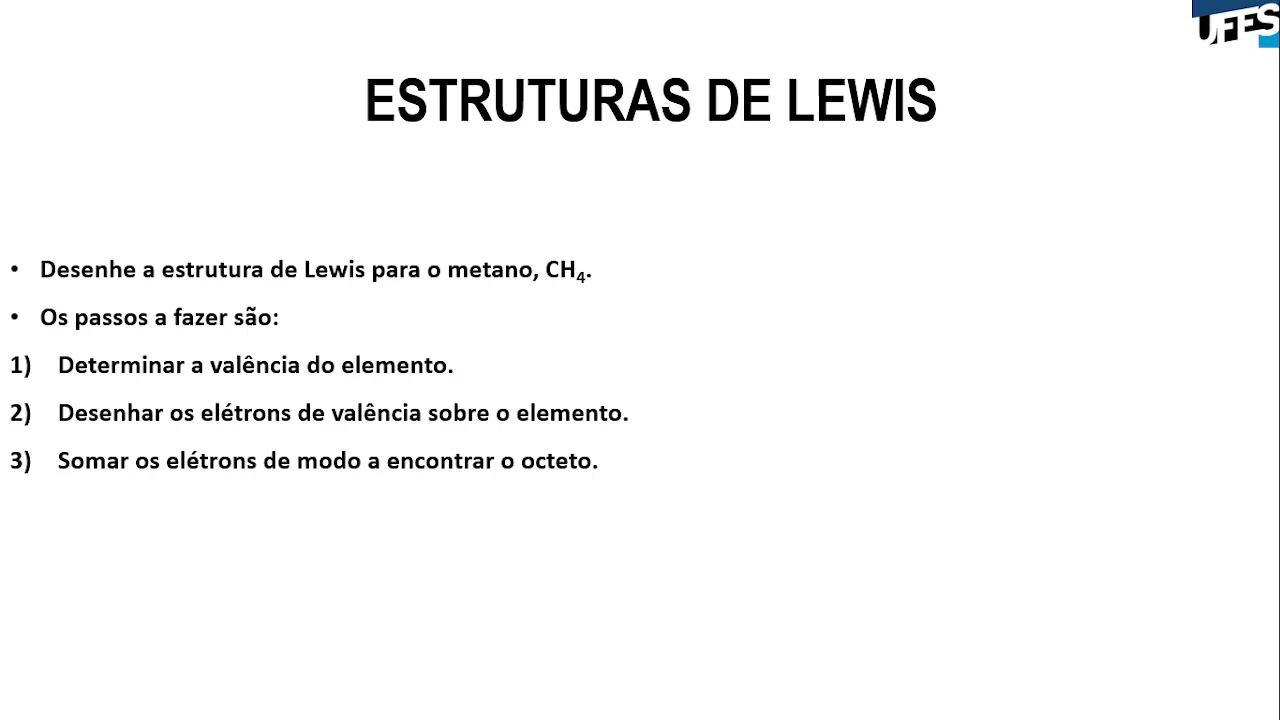 UFES
ESTRUTURAS DE LEWIS
• Desenhe a estrutura de Lewis para o metano, CH₄.
• Os passos a fazer são:
1) Determinar a valência do elemento.
2) Desenhar os elétrons de valência sobre o elemento.
3) Somar os elétrons de modo a encontrar o octeto.